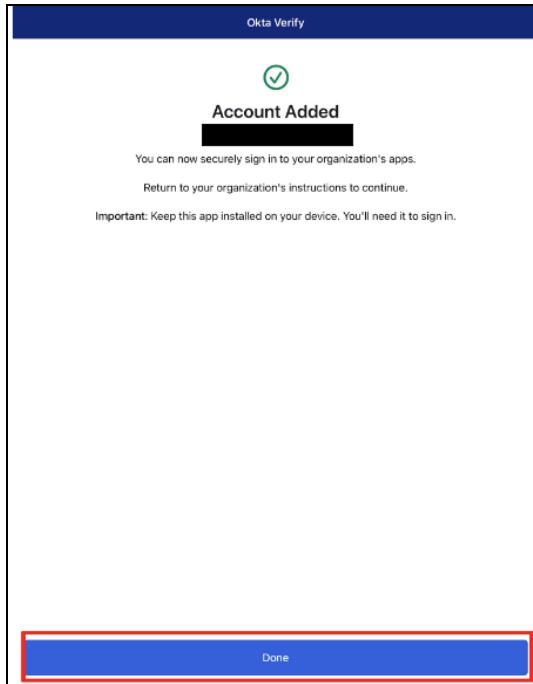 Okta Verify
Account Added
You can now securely sign in to your organization's apps.
Return to your organization's instructions to continue.
Important: Keep this app installed on your device. You'll need it to sign in.
Done